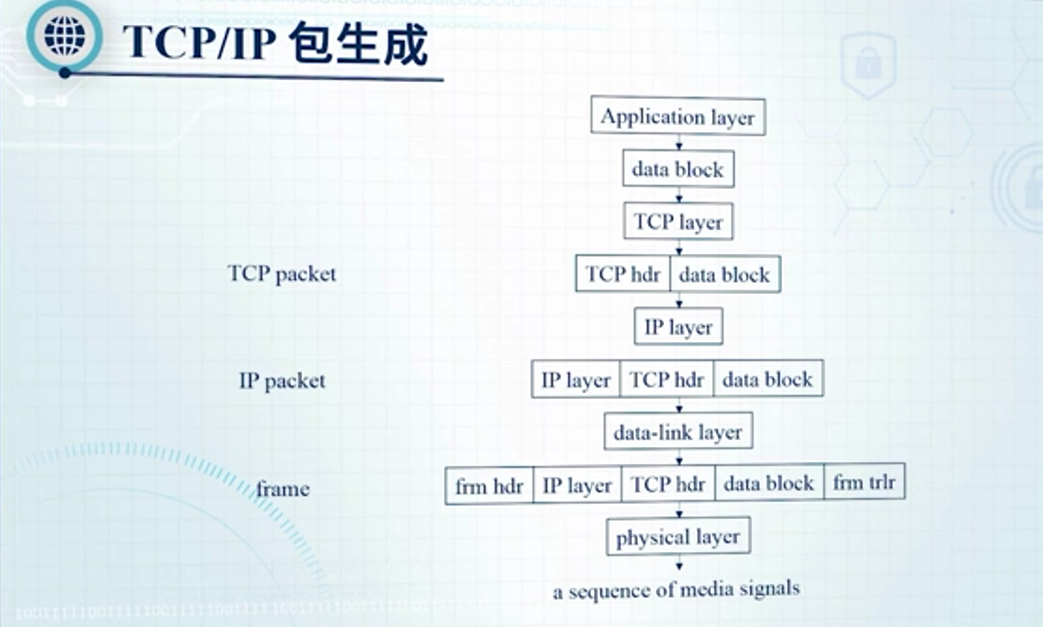 TCP/IP 包生成
Application layer
data block
TCP layer
TCP packet
TCP hdr data block
IP layer
IP packet
IP layer TCP hdr data block
data-link layer
frame
frm hdr IP layer TCP hdr data block frm trlr
physical layer
a sequence of media signals